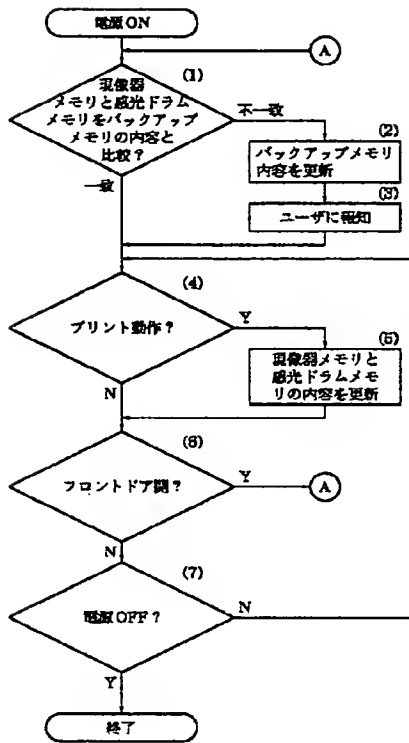 電源ON
A
(1)
現像器
メモリと感光ドラム
メモリをバックアップ
メモリの内容と
比較?
不一致
一致
(2)
バックアップメモリ
内容を更新
(3)
ユーザに報知
(4)
プリント動作?
Y
N
(5)
現像器メモリと
感光ドラムメモ
リの内容を更新
(6)
フロントドア開?
Y
A
N
(7)
電源OFF?
N
Y
終了